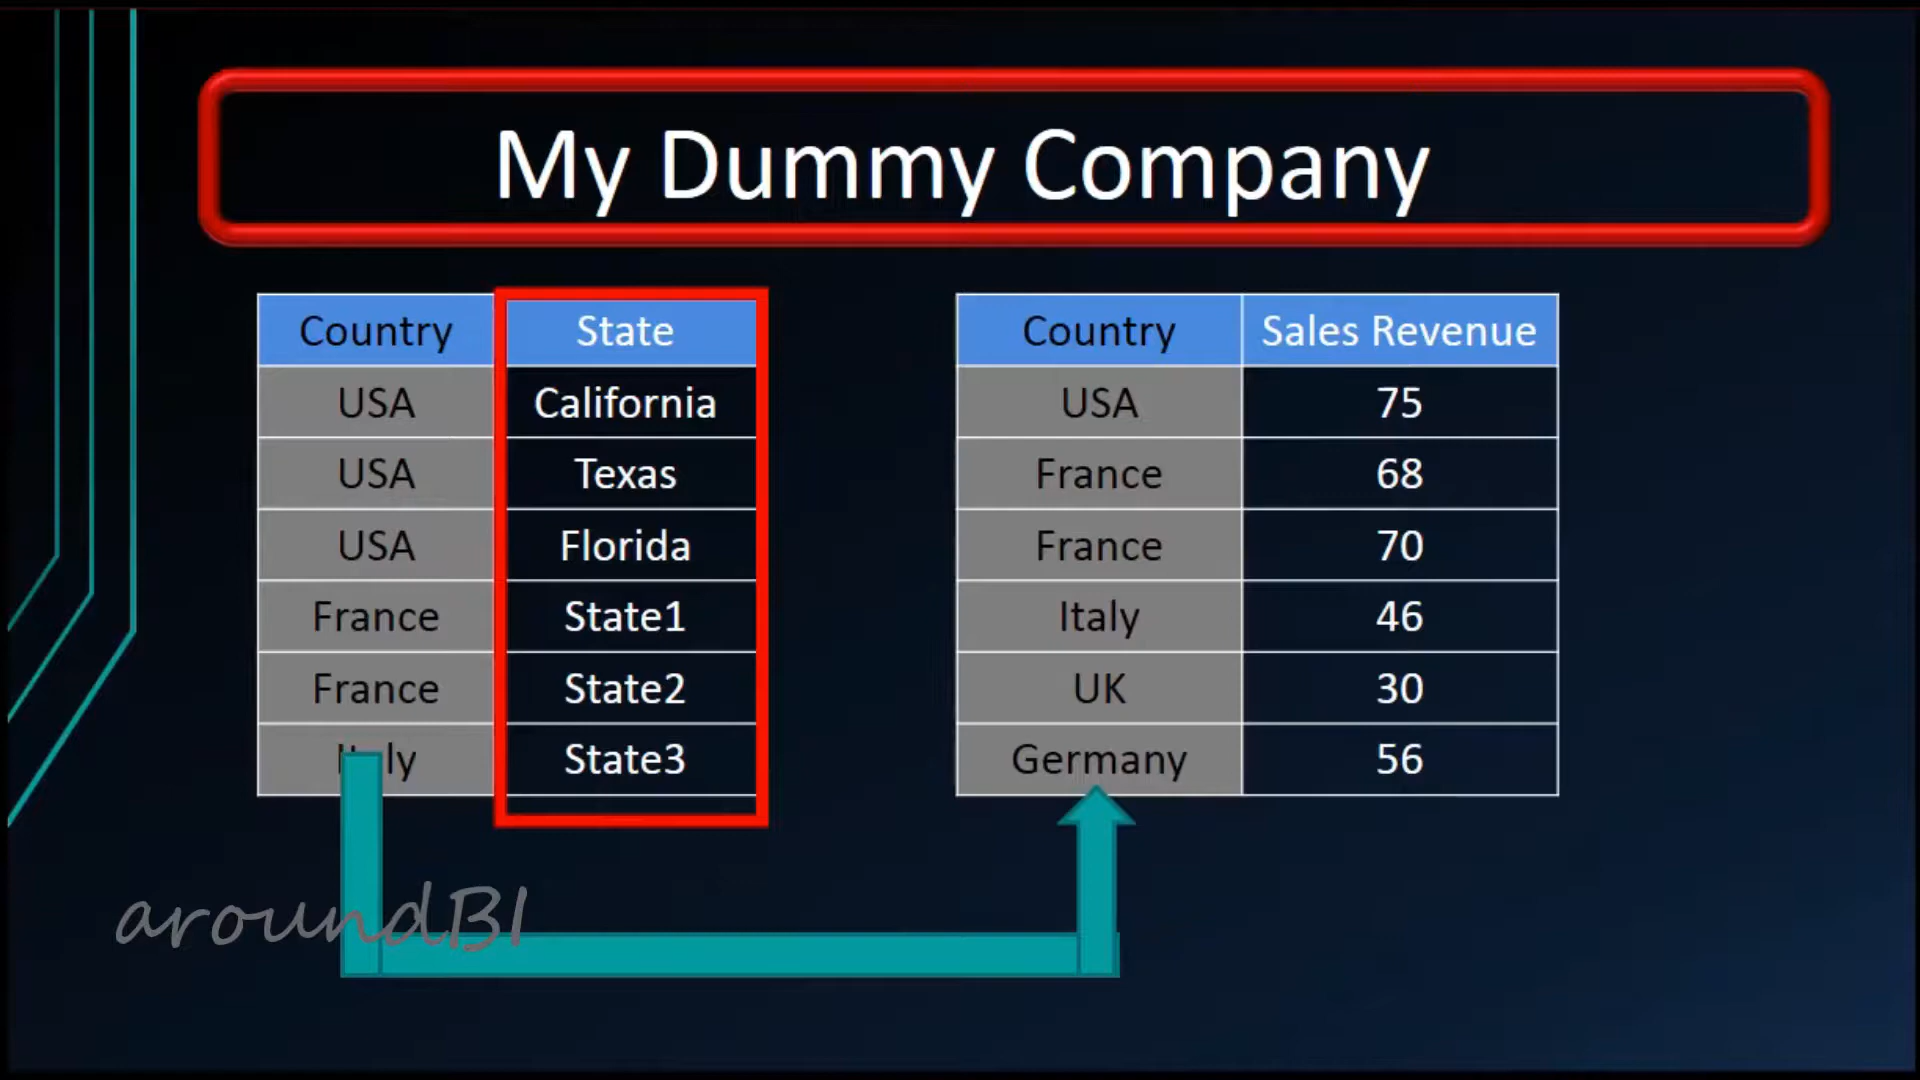 My Dummy Company
Country State
USA California
USA Texas
USA Florida
France State1
France State2
Italy State3
Country Sales Revenue
USA 75
France 68
France 70
Italy 46
UK 30
Germany 56
aroundBI